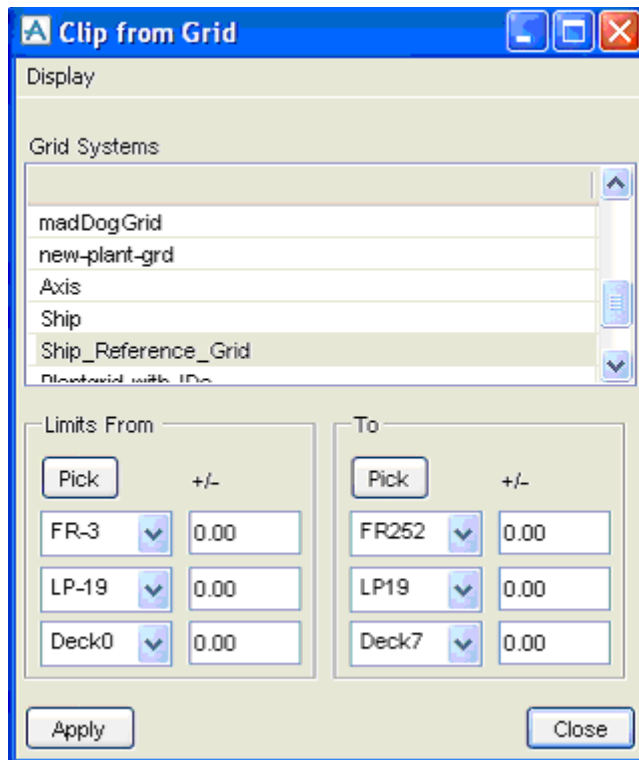 Clip from Grid
Display
Grid Systems
madDogGrid
new-plant-grd
Axis
Ship
Ship_Reference_Grid
Limits From
Pick +/-
FR-3 0.00
LP-19 0.00
Deck0 0.00
To
Pick +/-
FR252 0.00
LP19 0.00
Deck7 0.00
Apply Close